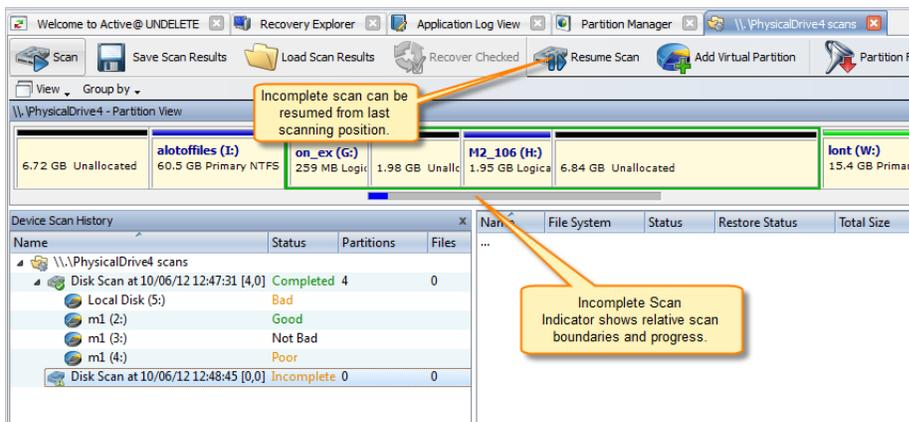 Welcome to Active@ UNDELETE
Recovery Explorer
Application Log View
Partition Manager
\\.\PhysicalDrive4 scans
Scan
Save Scan Results
Load Scan Results
Recover Checked
Resume Scan
Add Virtual Partition
Partition
View
Group by
Incomplete scan can be
resumed from last
scanning position.
\\.\PhysicalDrive4 - Partition View
6.72 GB Unallocated
alotoffiles (I:)
60.5 GB Primary NTFS
on_ex (G:)
259 MB Logic
1.98 GB Unallc
M2_106 (H:)
1.95 GB Logica
6.84 GB Unallocated
lont (W:)
15.4 GB Primar
Device Scan History
x
Name
Status
Partitions
Files
\\.\PhysicalDrive4 scans
Disk Scan at 10/06/12 12:47:31 [4,0] Completed 4 0
Local Disk (5:) Bad
m1 (2:) Good
m1 (3:) Not Bad
m1 (4:) Poor
Disk Scan at 10/06/12 12:48:45 [0,0] Incomplete 0 0
Name
File System
Status
Restore Status
Total Size
...
Incomplete Scan
Indicator shows relative scan
boundaries and progress.